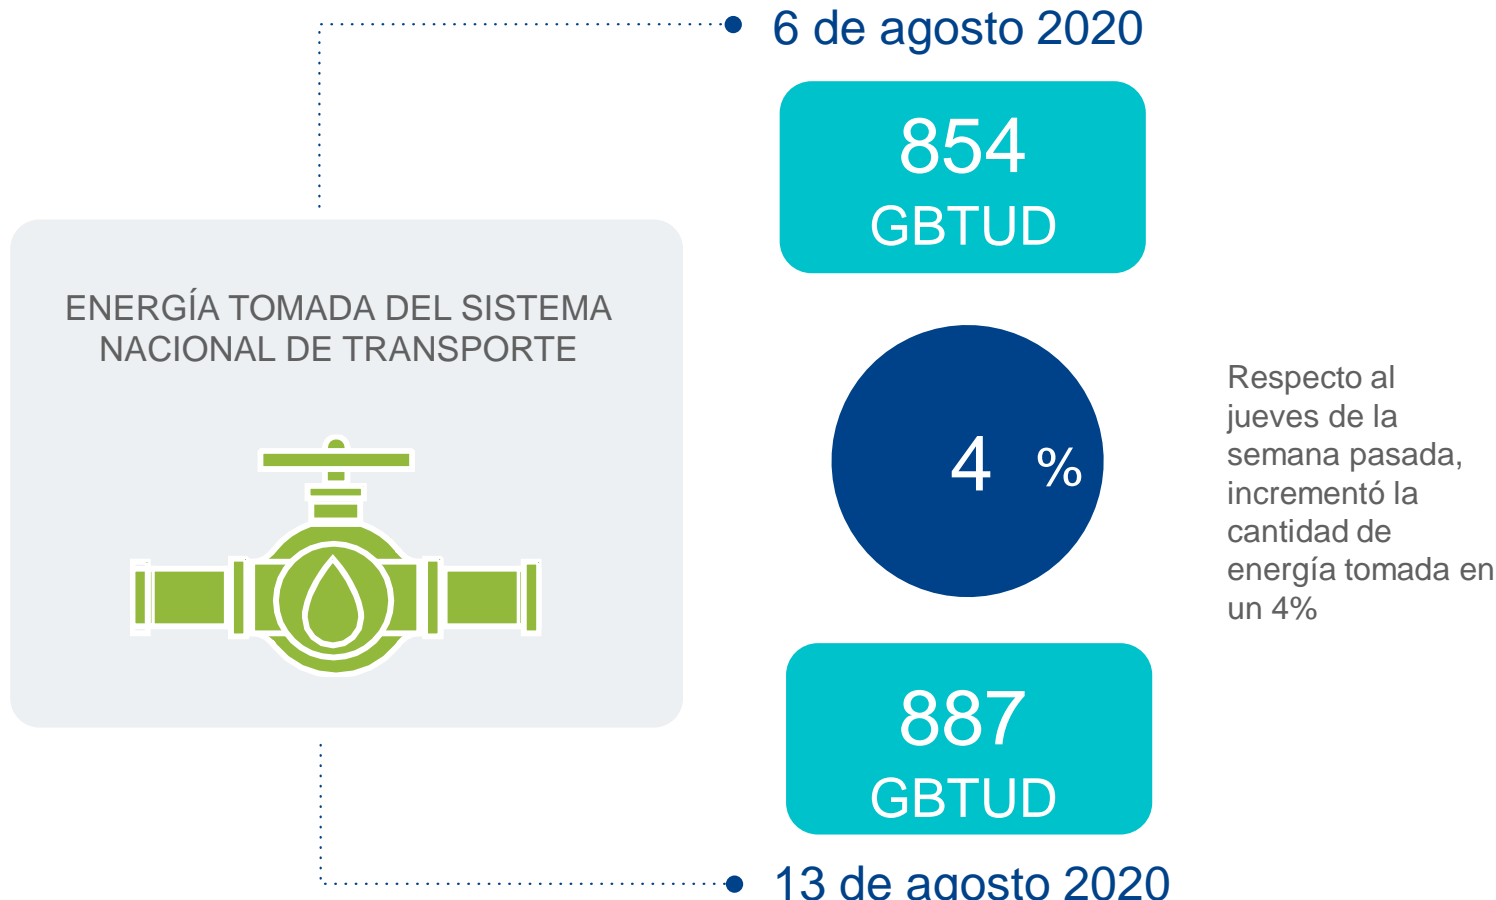 6 de agosto 2020
854
GBTUD
ENERGÍA TOMADA DEL SISTEMA
NACIONAL DE TRANSPORTE
4 %
Respecto al
jueves de la
semana pasada,
incrementó la
cantidad de
energía tomada en
un 4%
887
GBTUD
13 de agosto 2020